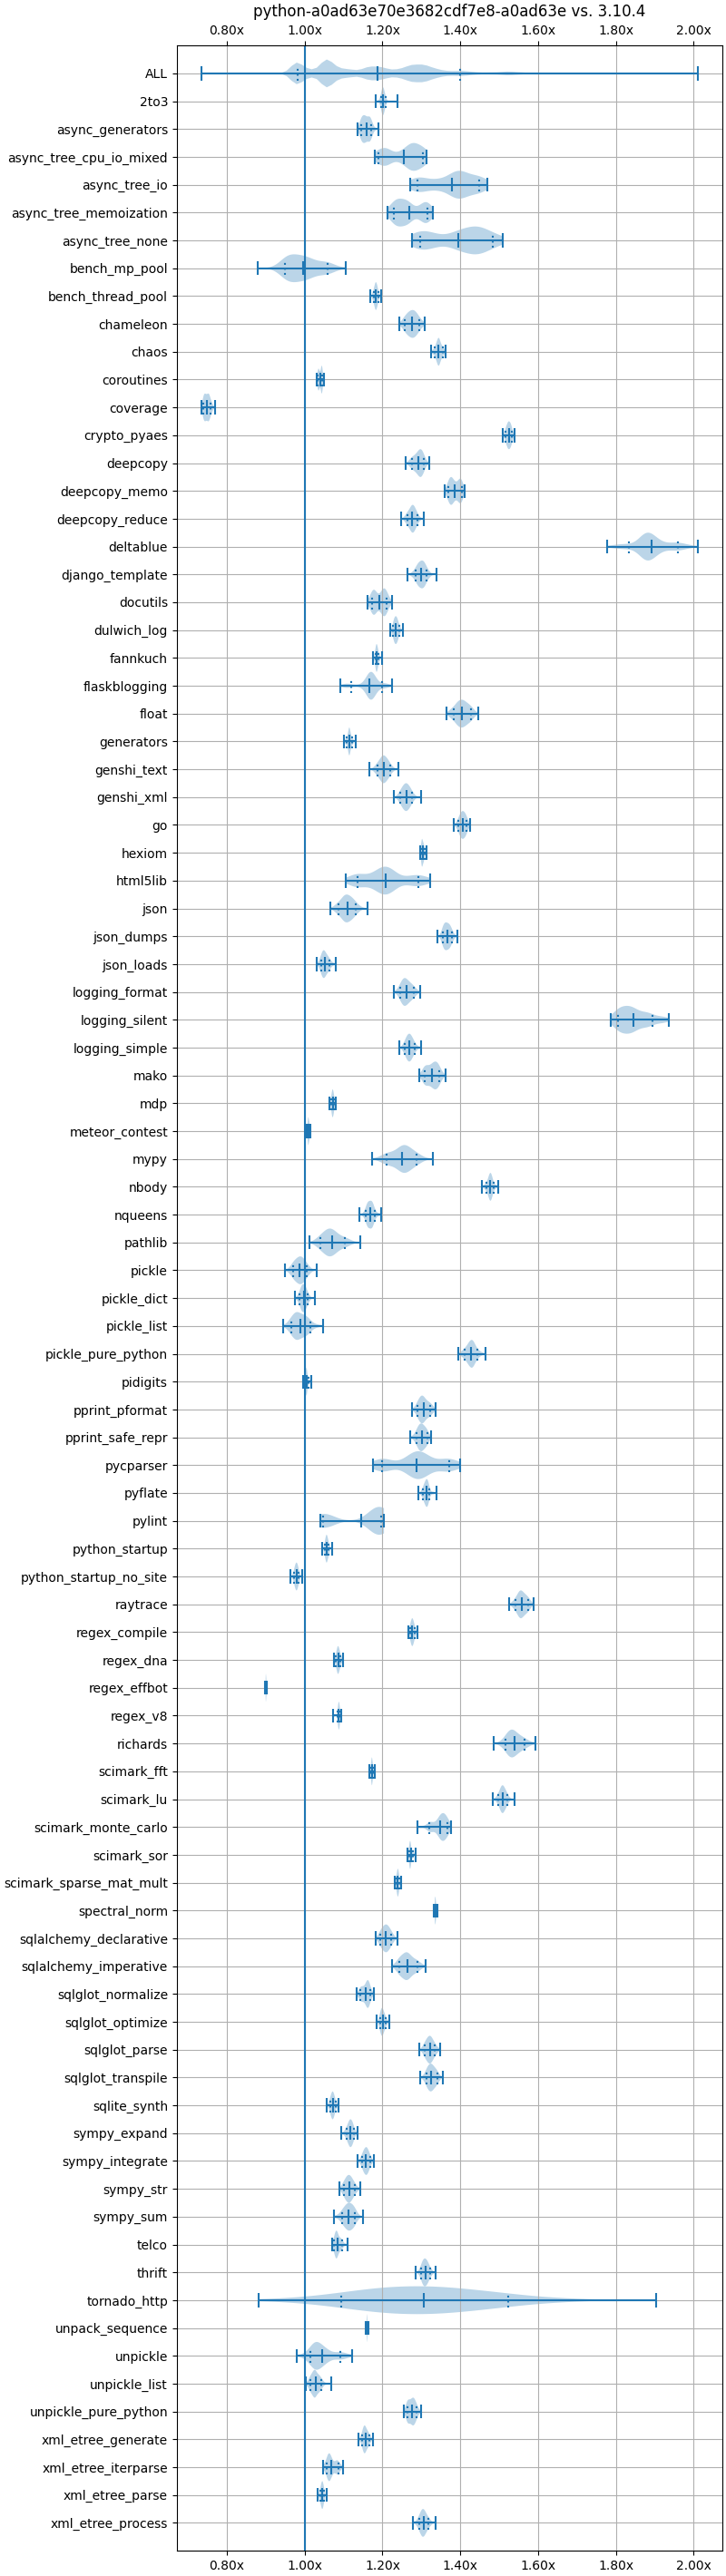 python-a0ad63e70e3682cdf7e8-a0ad63e vs. 3.10.4
0.80x 1.00x 1.20x 1.40x 1.60x 1.80x 2.00x
ALL
2to3
async_generators
async_tree_cpu_io_mixed
async_tree_io
async_tree_memoization
async_tree_none
bench_mp_pool
bench_thread_pool
chameleon
chaos
coroutines
coverage
crypto_pyaes
deepcopy
deepcopy_memo
deepcopy_reduce
deltablue
django_template
docutils
dulwich_log
fannkuch
flaskblogging
float
generators
genshi_text
genshi_xml
go
hexiom
html5lib
json
json_dumps
json_loads
logging_format
logging_silent
logging_simple
mako
mdp
meteor_contest
mypy
nbody
nqueens
pathlib
pickle
pickle_dict
pickle_list
pickle_pure_python
pidigits
pprint_pformat
pprint_safe_repr
pycparser
pyflate
pylint
python_startup
python_startup_no_site
raytrace
regex_compile
regex_dna
regex_effbot
regex_v8
richards
scimark_fft
scimark_lu
scimark_monte_carlo
scimark_sor
scimark_sparse_mat_mult
spectral_norm
sqlalchemy_declarative
sqlalchemy_imperative
sqlglot_normalize
sqlglot_optimize
sqlglot_parse
sqlglot_transpile
sqlite_synth
sympy_expand
sympy_integrate
sympy_str
sympy_sum
telco
thrift
tornado_http
unpack_sequence
unpickle
unpickle_list
unpickle_pure_python
xml_etree_generate
xml_etree_iterparse
xml_etree_parse
xml_etree_process
0.80x 1.00x 1.20x 1.40x 1.60x 1.80x 2.00x